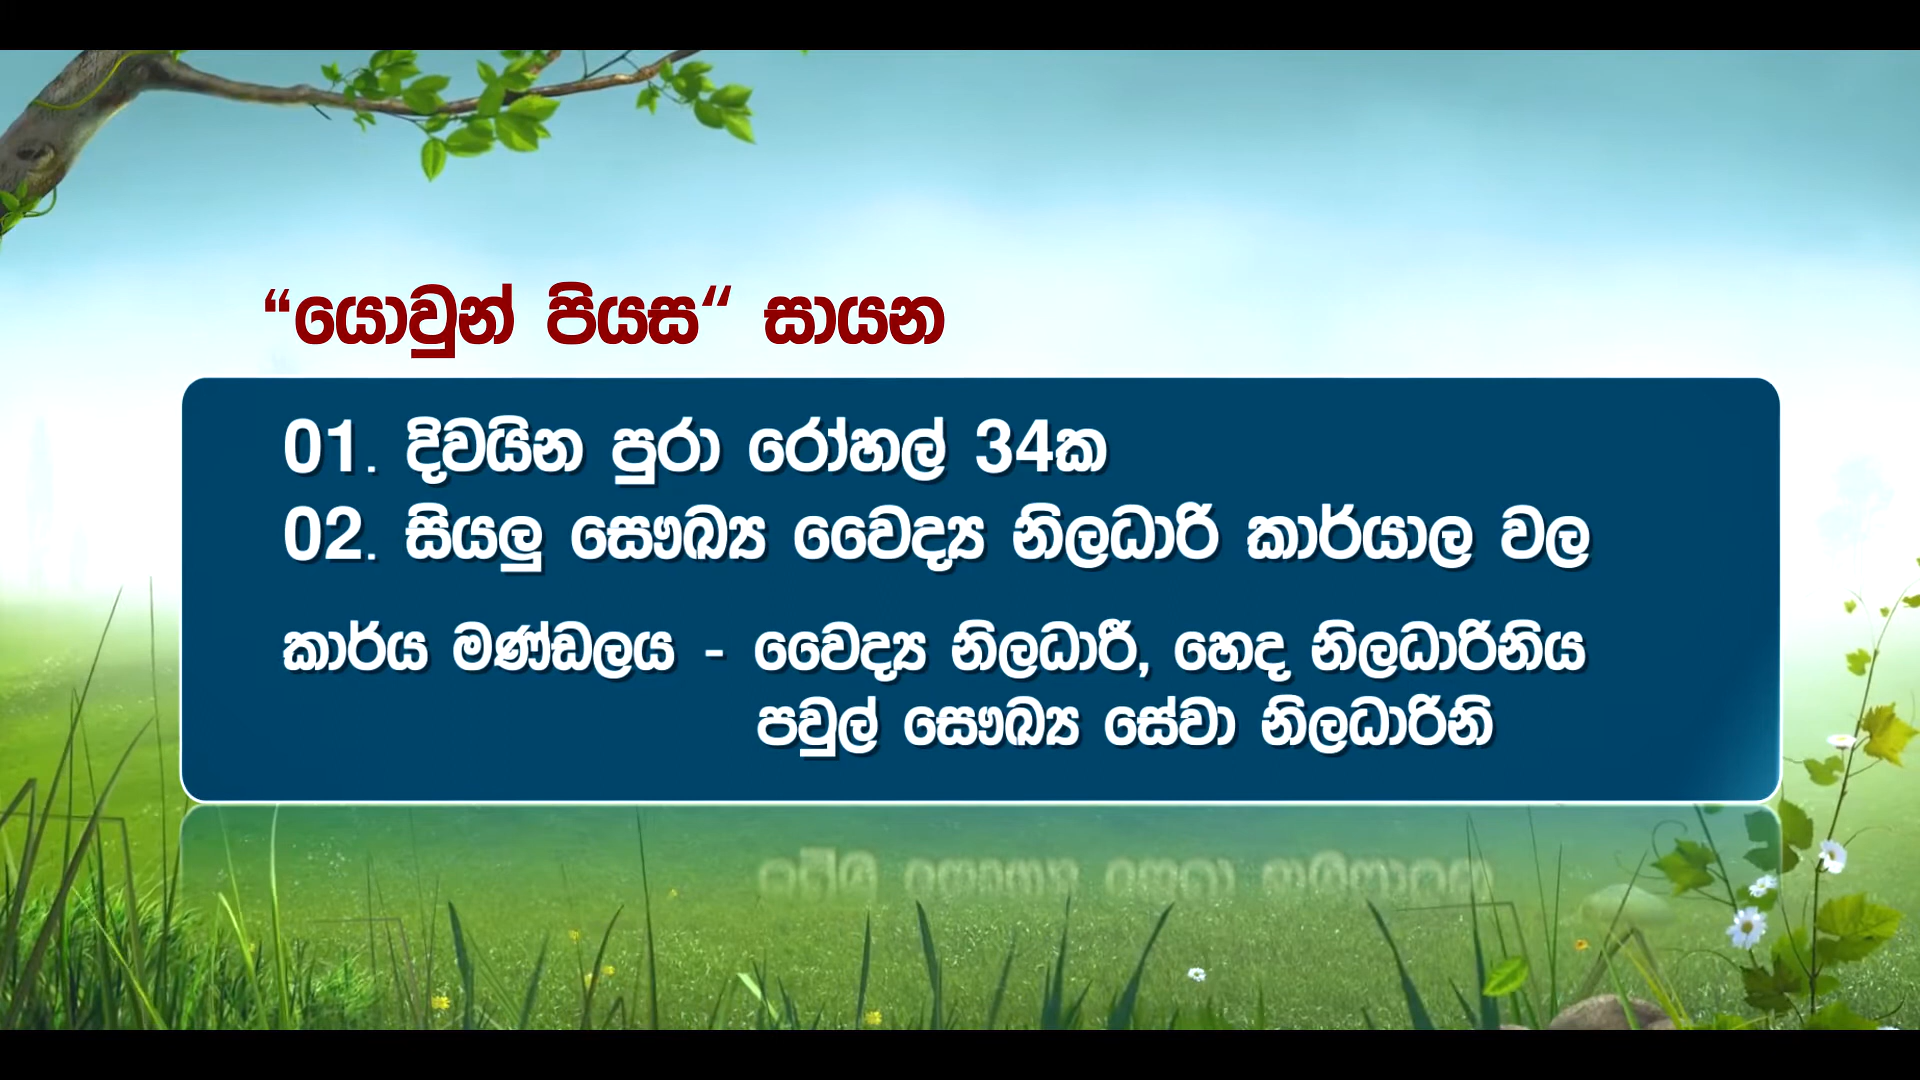 “යොවුන් පියස“ සායන
01. දිවයින පුරා රෝහල් 34ක
02. සියලු සෞඛ්‍ය වෛද්‍ය නිලධාරි කාර්යාල වල
කාර්ය මණ්ඩලය - වෛද්‍ය නිලධාරී, හෙද නිලධාරිනිය
පවුල් සෞඛ්‍ය සේවා නිලධාරිනි